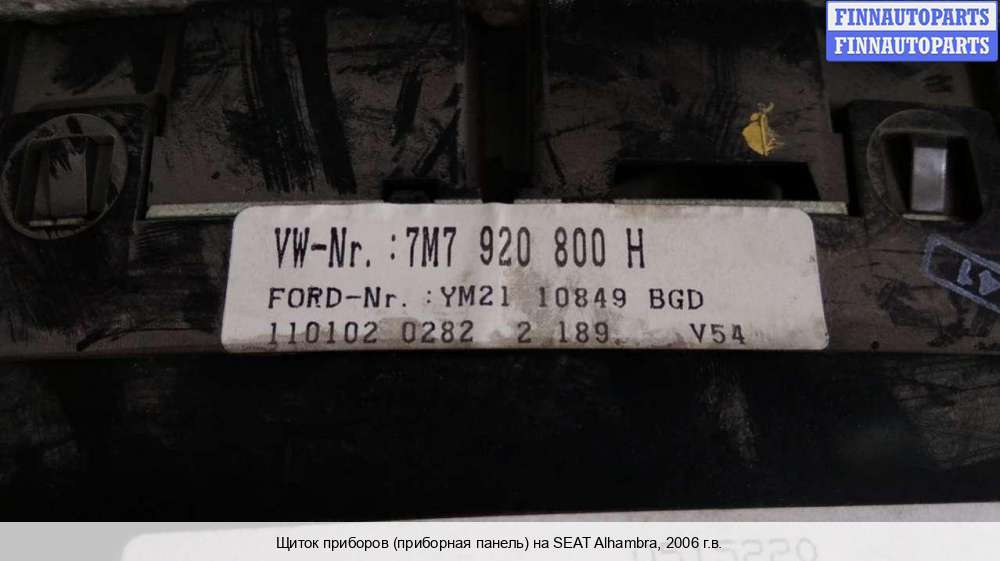 FINNAUTOPARTS
FINNAUTOPARTS
VW-Nr. :7M7 920 800 H
FORD-Nr. :YM21 10849 BGD
110102 0282 2 189 V54
Щиток приборов (приборная панель) на SEAT Alhambra, 2006 г.в.